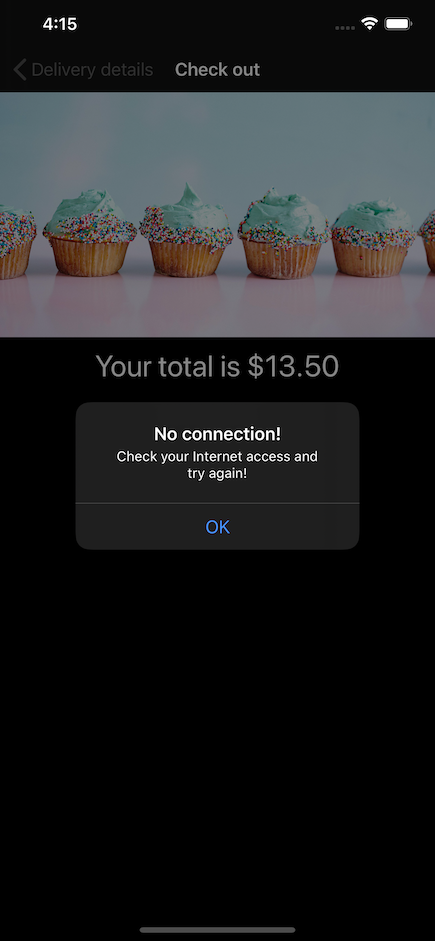 4:15
Delivery details
Check out
Your total is $13.50
No connection!
Check your Internet access and
try again!
OK